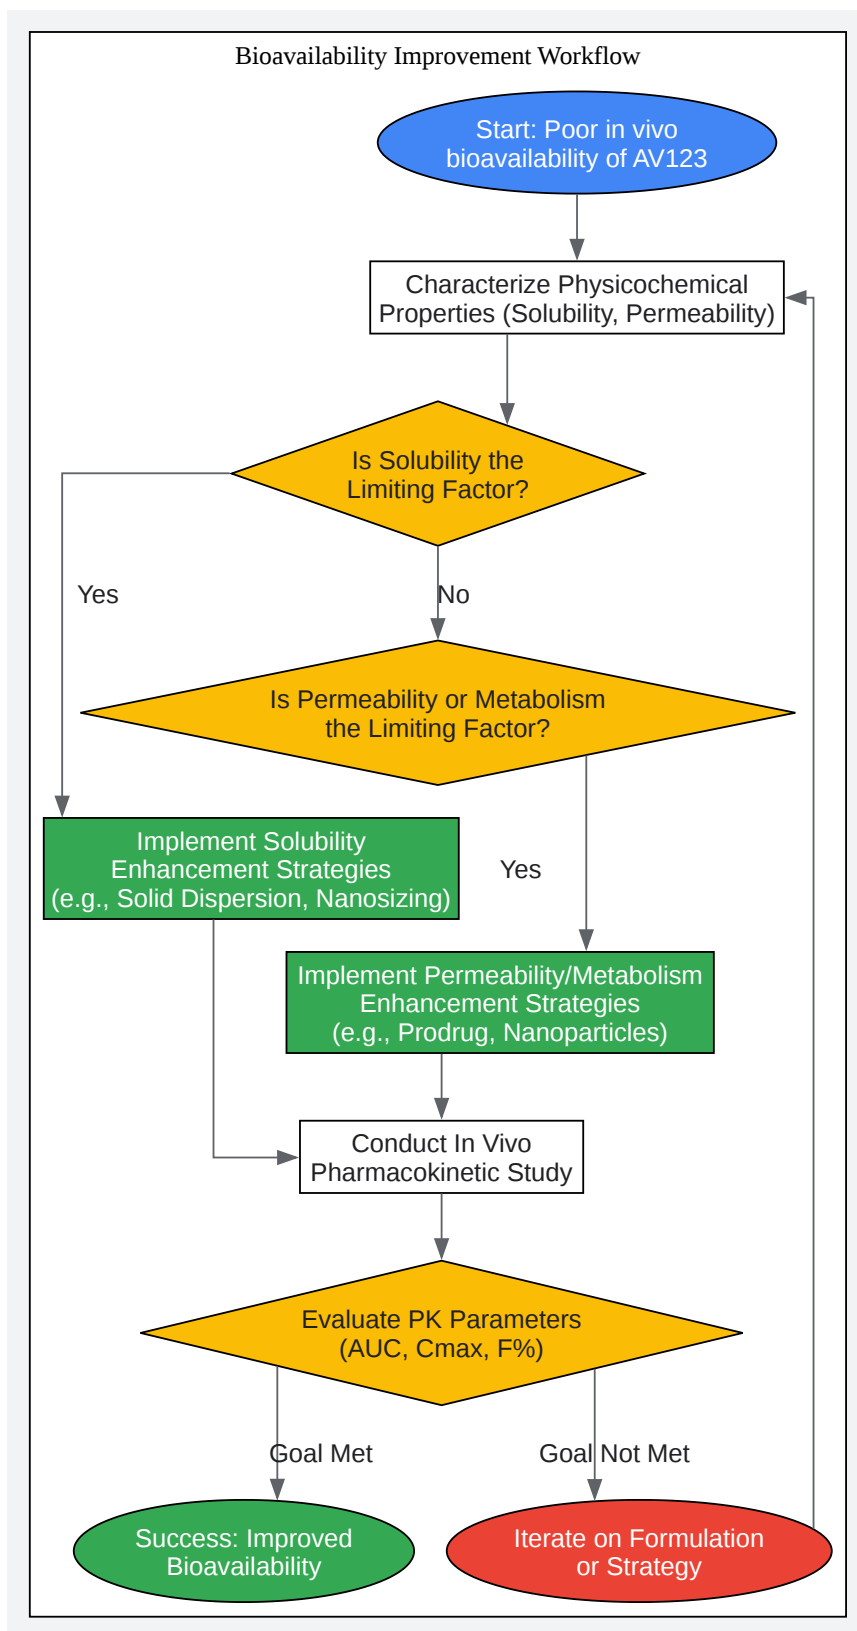 Bioavailability Improvement Workflow
Start: Poor in vivo
bioavailability of AV123
Characterize Physicochemical
Properties (Solubility, Permeability)
Is Solubility the
Limiting Factor?
Yes
No
Is Permeability or Metabolism
the Limiting Factor?
Implement Solubility
Enhancement Strategies
(e.g., Solid Dispersion, Nanosizing)
Yes
Implement Permeability/Metabolism
Enhancement Strategies
(e.g., Prodrug, Nanoparticles)
Conduct In Vivo
Pharmacokinetic Study
Evaluate PK Parameters
(AUC, Cmax, F%)
Goal Met
Goal Not Met
Success: Improved
Bioavailability
Iterate on Formulation
or Strategy